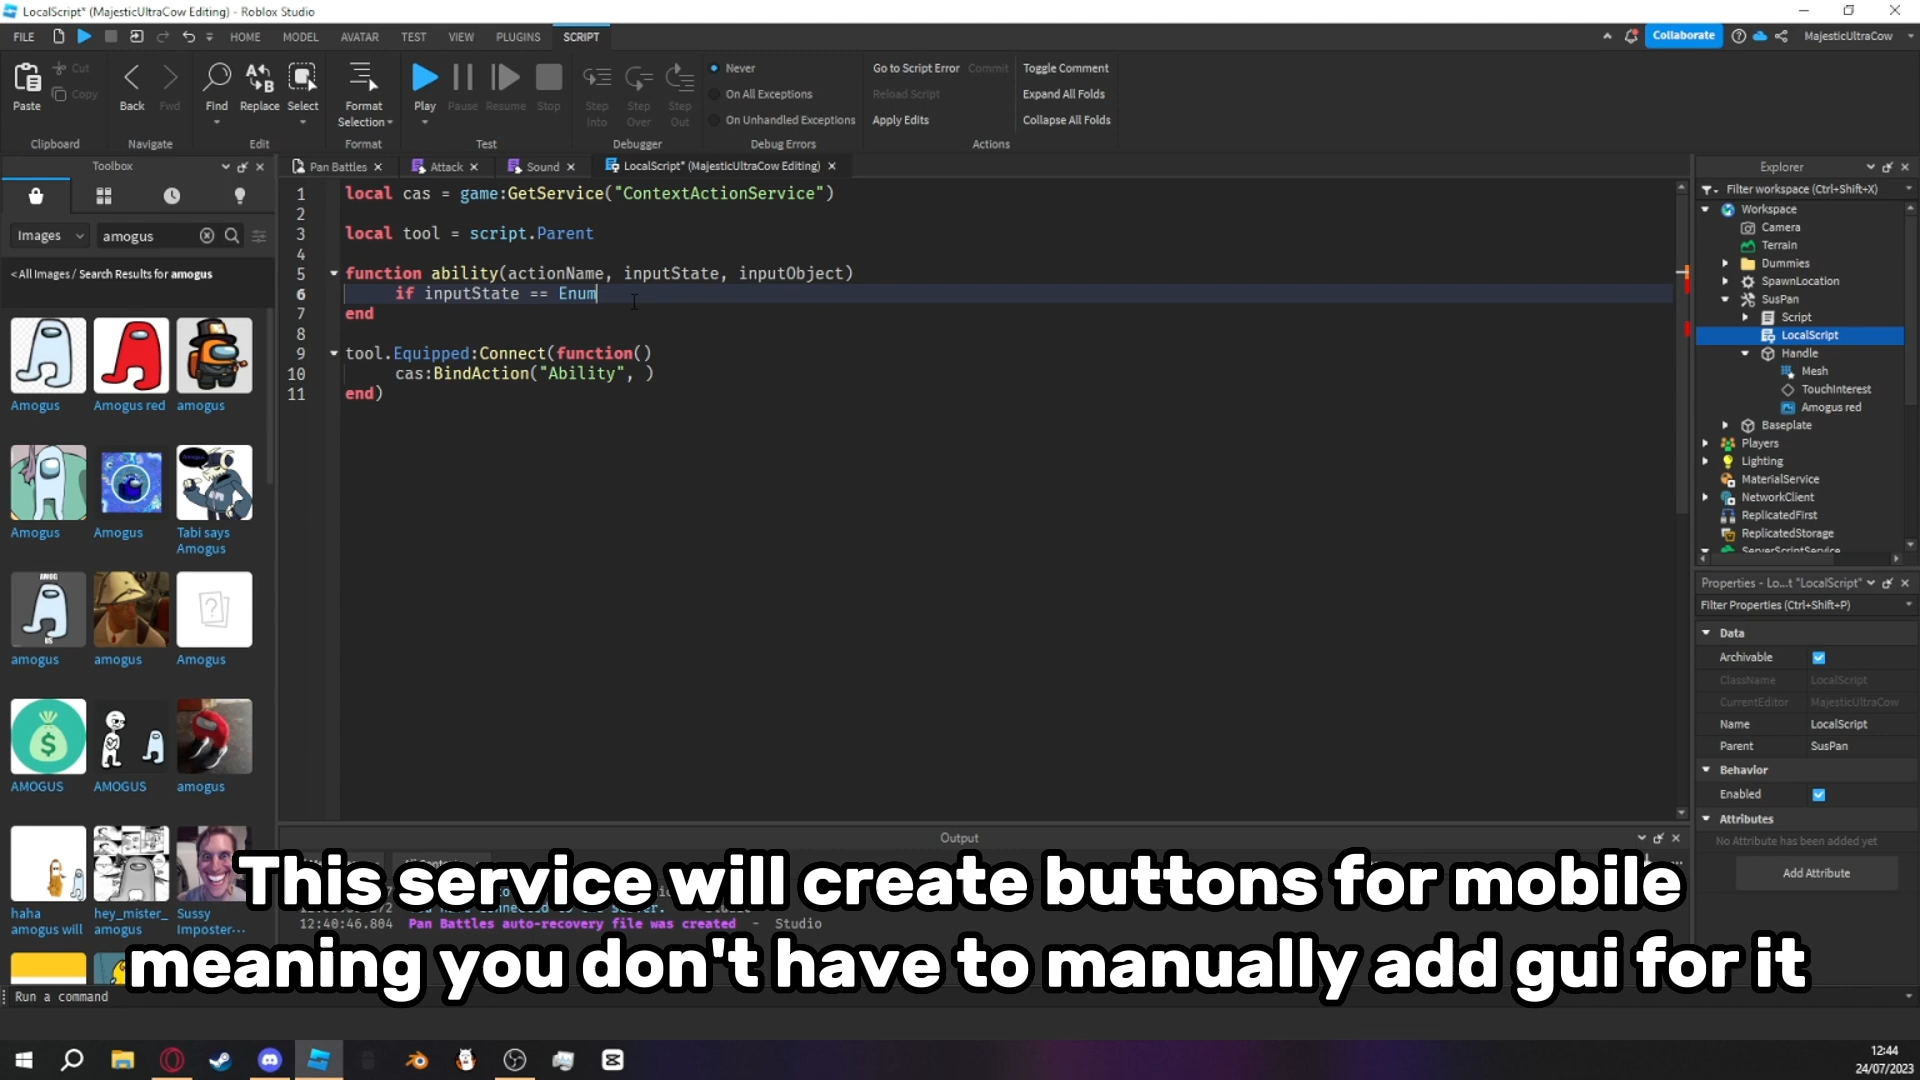 LocalScript* (MajesticUltraCow Editing) - Roblox Studio
FILE HOME MODEL AVATAR TEST VIEW PLUGINS SCRIPT Collaborate MajesticUltraCow
Paste Cut Copy Back Fwd Find Replace Select Format Selection Play Pause Resume Stop Step Into Step Over Step Out
Never
On All Exceptions
On Unhandled Exceptions
Go to Script Error Commit
Reload Script
Apply Edits
Toggle Comment
Expand All Folds
Collapse All Folds
Clipboard Navigate Edit Format Test Debugger Debug Errors Actions
Toolbox
Images amogus
< All Images / Search Results for amogus
Amogus Amogus red amogus
Amogus Amogus Tabi says Amogus
amogus amogus Amogus
AMOGUS AMOGUS amogus
haha amogus will hey_mister_ amogus Sussy Imposter...
Pan Battles Attack Sound LocalScript* (MajesticUltraCow Editing)
1 local cas = game:GetService("ContextActionService")
2
3 local tool = script.Parent
4
5 function ability(actionName, inputState, inputObject)
6 if inputState == Enum
7 end
8
9 tool.Equipped:Connect(function()
10 cas:BindAction("Ability", )
11 end)
Output
12:40:46.804 Pan Battles auto-recovery file was created - Studio
This service will create buttons for mobile
meaning you don't have to manually add gui for it
Run a command
Explorer
Filter workspace (Ctrl+Shift+X)
Workspace
Camera
Terrain
Dummies
SpawnLocation
SusPan
Script
LocalScript
Handle
Mesh
TouchInterest
Amogus red
Baseplate
Players
Lighting
MaterialService
NetworkClient
ReplicatedFirst
ReplicatedStorage
ServerScriptService
Properties - Lo...t "LocalScript"
Filter Properties (Ctrl+Shift+P)
Data
Archivable
ClassName LocalScript
CurrentEditor MajesticUltraCow
Name LocalScript
Parent SusPan
Behavior
Enabled
Attributes
No Attribute has been added yet
Add Attribute
12:44
24/07/2023